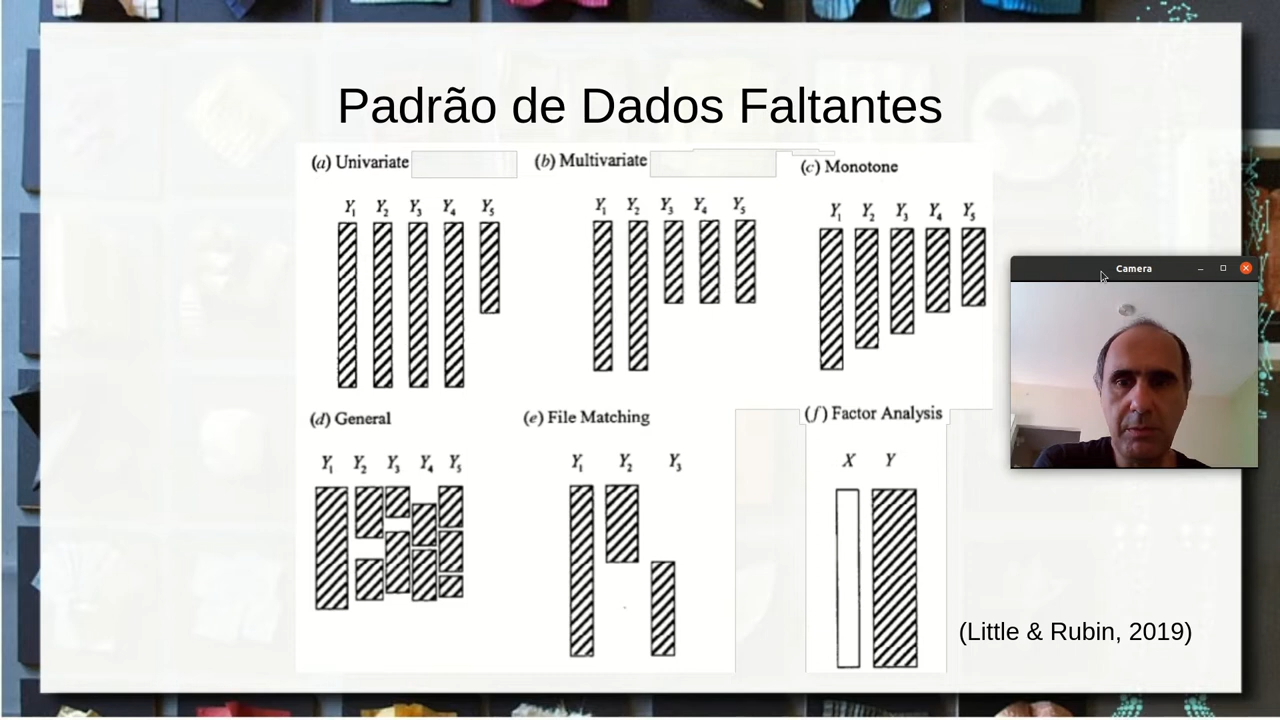 Padrão de Dados Faltantes
(a) Univariate
(b) Multivariate
(c) Monotone
Y1 Y2 Y3 Y4 Y5
Y1 Y2 Y3 Y4 Y5
Y1 Y2 Y3 Y4 Y5
Camera
(d) General
(e) File Matching
(f) Factor Analysis
Y1 Y2 Y3 Y4 Y5
Y1 Y2 Y3
X Y
(Little & Rubin, 2019)